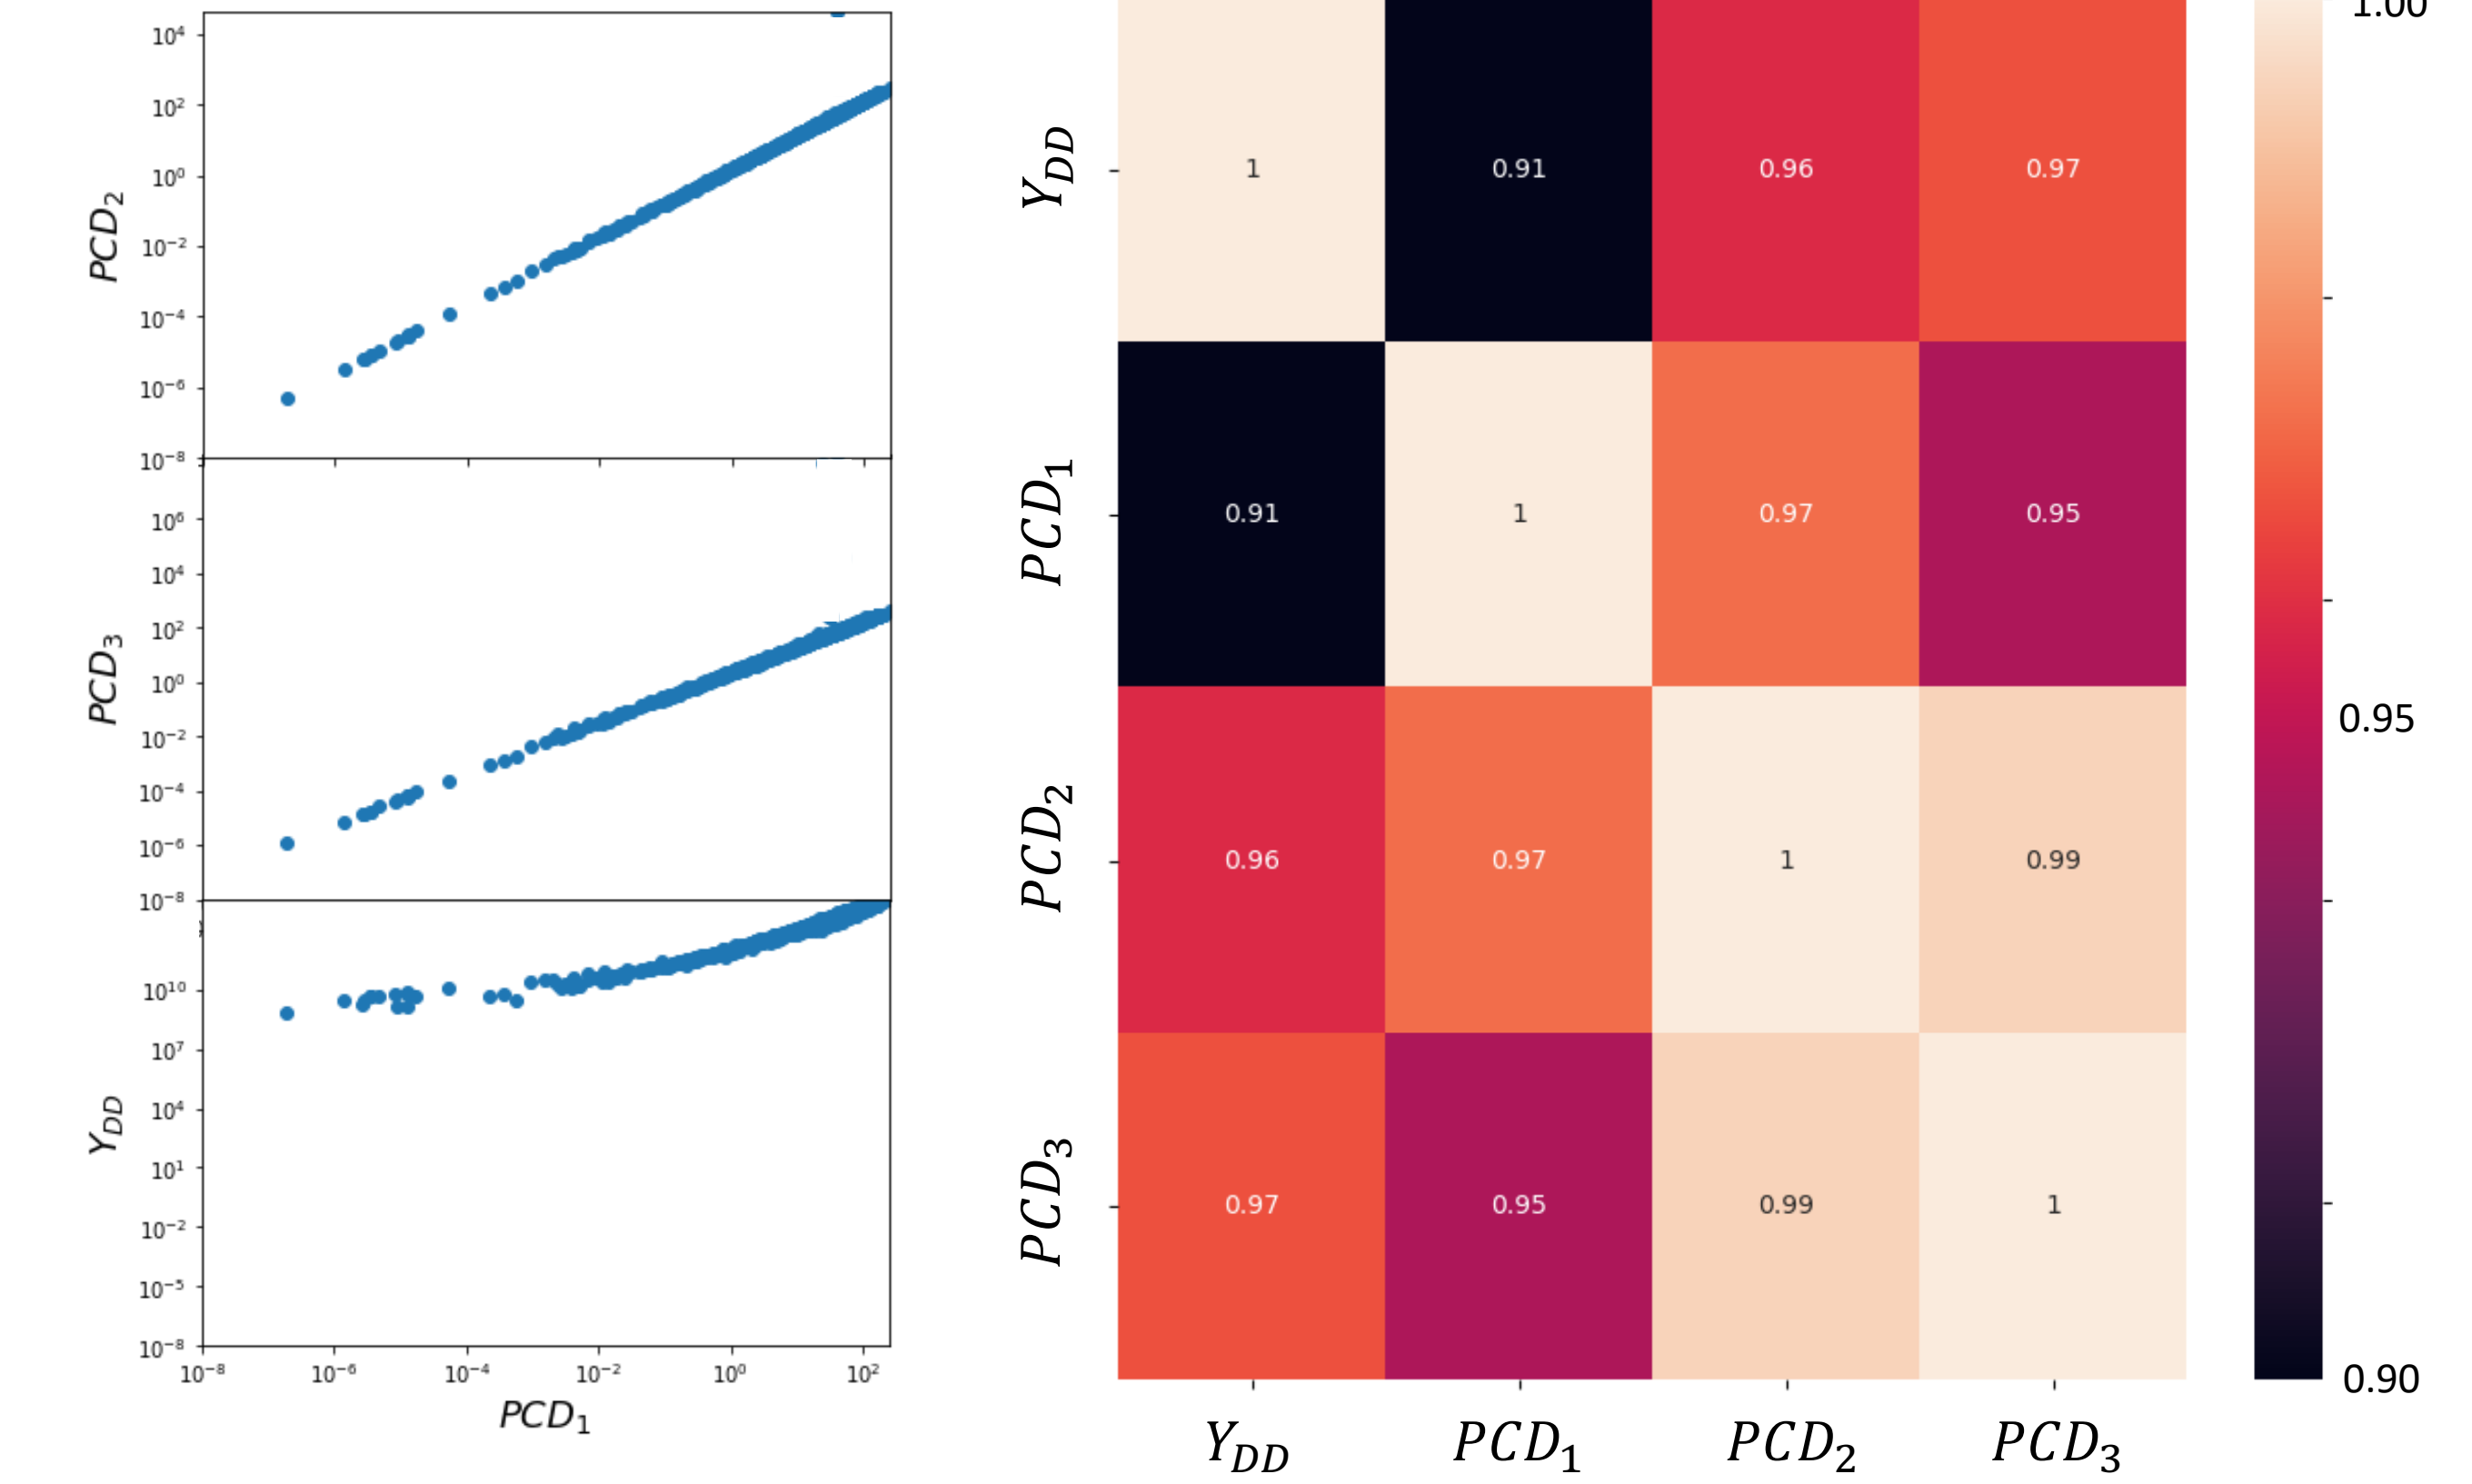 10⁴
10²
10⁰
10⁻²
10⁻⁴
10⁻⁶
10⁻⁸
PCD₂
10⁶
10⁴
10²
10⁰
10⁻²
10⁻⁴
10⁻⁶
10⁻⁸
PCD₃
10¹⁰
10⁷
10⁴
10¹
10⁻²
10⁻⁵
10⁻⁸
Y_DD
10⁻⁸ 10⁻⁶ 10⁻⁴ 10⁻² 10⁰ 10²
PCD₁
Y_DD 1 0.91 0.96 0.97
PCD₁ 0.91 1 0.97 0.95
PCD₂ 0.96 0.97 1 0.99
PCD₃ 0.97 0.95 0.99 1
Y_DD PCD₁ PCD₂ PCD₃
1.00
0.95
0.90